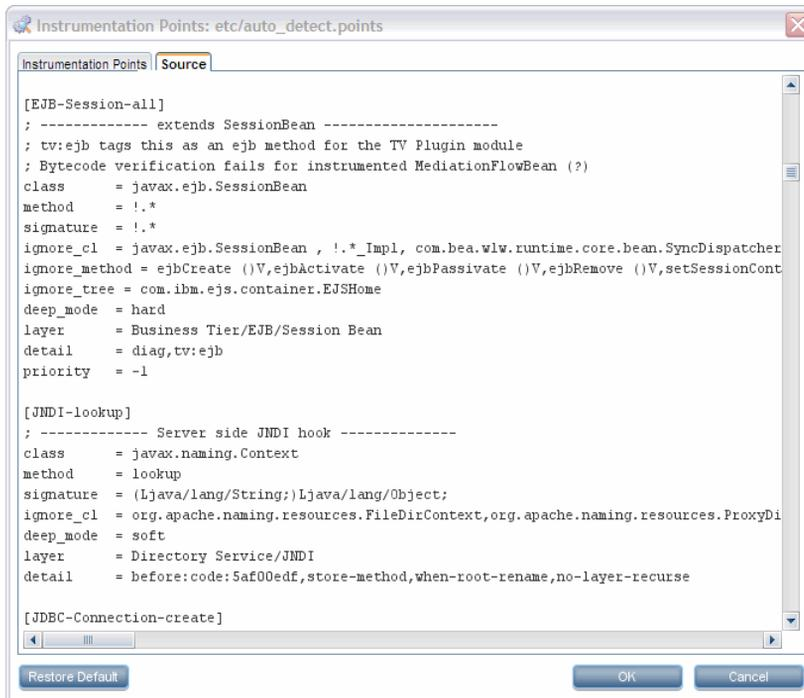 Instrumentation Points: etc/auto_detect.points
Instrumentation Points Source
[EJB-Session-all]
; ------------- extends SessionBean ---------------------
; tv:ejb tags this as an ejb method for the TV Plugin module
; Bytecode verification fails for instrumented MediationFlowBean (?)
class = javax.ejb.SessionBean
method = !.*
signature = !.*
ignore_cl = javax.ejb.SessionBean , !.*_Impl, com.bea.wlw.runtime.core.bean.SyncDispatcher
ignore_method = ejbCreate ()V,ejbActivate ()V,ejbPassivate ()V,ejbRemove ()V,setSessionCont
ignore_tree = com.ibm.ejs.container.EJSHome
deep_mode = hard
layer = Business Tier/EJB/Session Bean
detail = diag,tv:ejb
priority = -1
[JNDI-lookup]
; ------------- Server side JNDI hook --------------
class = javax.naming.Context
method = lookup
signature = (Ljava/lang/String;)Ljava/lang/Object;
ignore_cl = org.apache.naming.resources.FileDirContext,org.apache.naming.resources.ProxyDi
deep_mode = soft
layer = Directory Service/JNDI
detail = before:code:5af00edf,store-method,when-root-rename,no-layer-recurse
[JDBC-Connection-create]
Restore Default OK Cancel